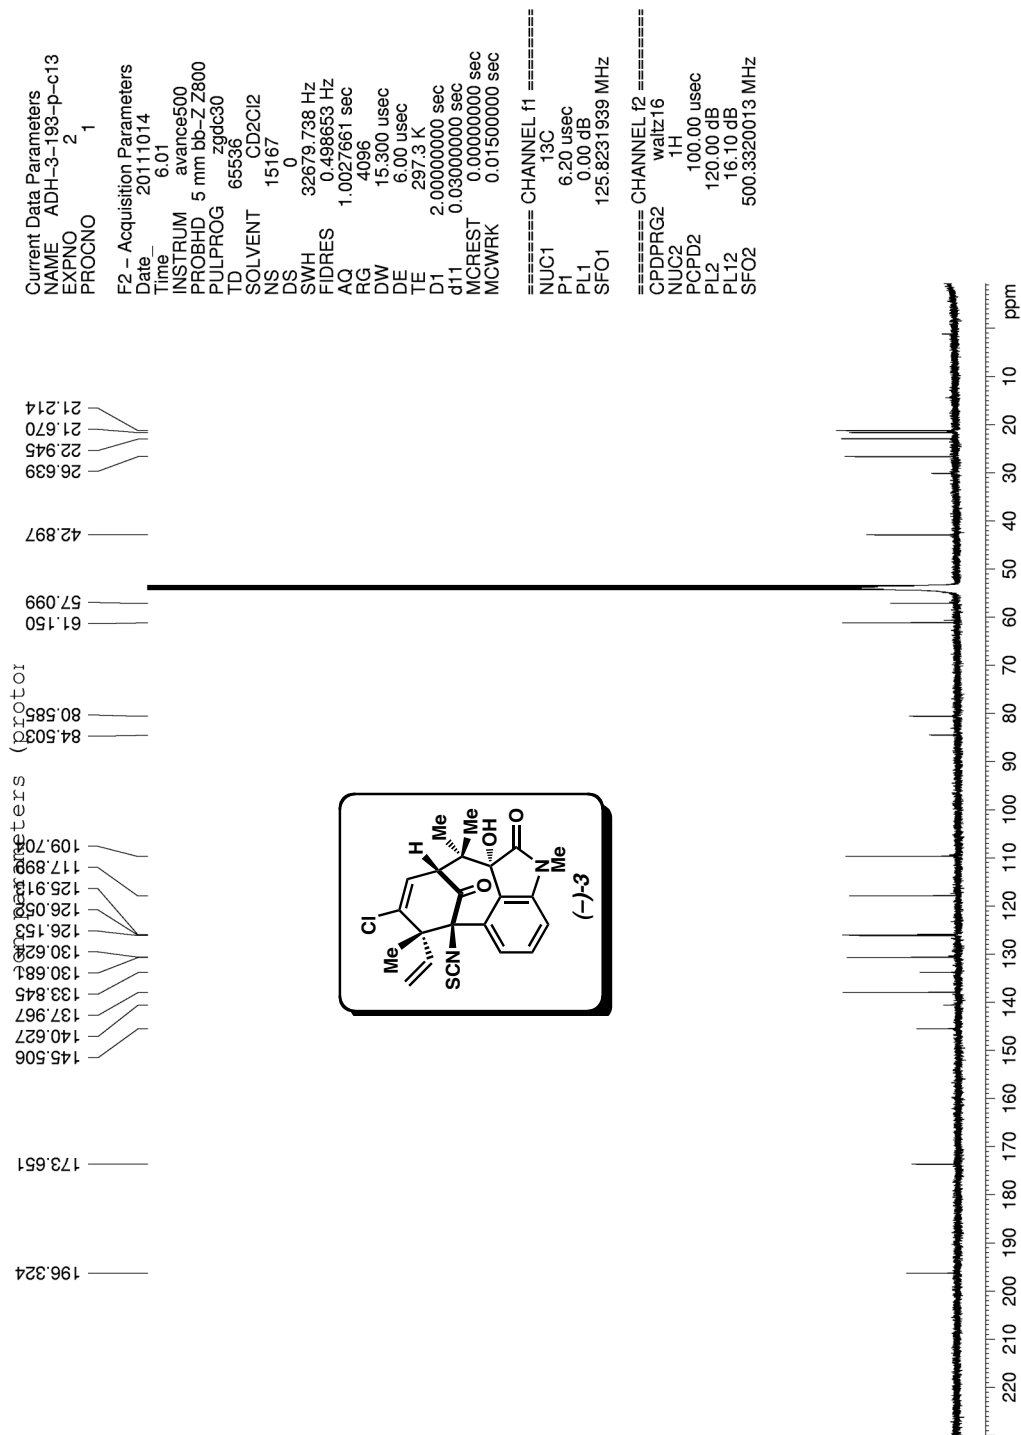 Current Data Parameters
NAME ADH-3-193-p-c13
EXPNO 2
PROCNO 1
F2 - Acquisition Parameters
Date_ 20111014
Time 6.01
INSTRUM avance500
PROBHD 5 mm bb-Z Z800
PULPROG zgdc30
TD 65536
SOLVENT CD2Cl2
NS 15167
DS 0
SWH 32679.738 Hz
FIDRES 0.498653 Hz
AQ 1.0027661 sec
RG 4096
DW 15.300 usec
DE 6.00 usec
TE 297.3 K
D1 2.00000000 sec
d11 0.03000000 sec
MCREST 0.00000000 sec
MCWRK 0.01500000 sec
======== CHANNEL f1 ========
NUC1 13C
P1 6.20 usec
PL1 0.00 dB
SFO1 125.8231939 MHz
======== CHANNEL f2 ========
CPDPRG2 waltz16
NUC2 1H
PCPD2 100.00 usec
PL2 120.00 dB
PL12 16.10 dB
SFO2 500.3320013 MHz
(protor
196.324
173.651
145.506
140.627
137.967
133.845
130.681
130.624
126.153
126.052
125.913
117.899
109.704
84.503
80.585
61.150
57.099
42.897
26.639
22.945
21.670
21.214
Cl
H
Me
Me
Me
OH
O
O
SCN
N
Me
(–)-3
220 210 200 190 180 170 160 150 140 130 120 110 100 90 80 70 60 50 40 30 20 10 ppm